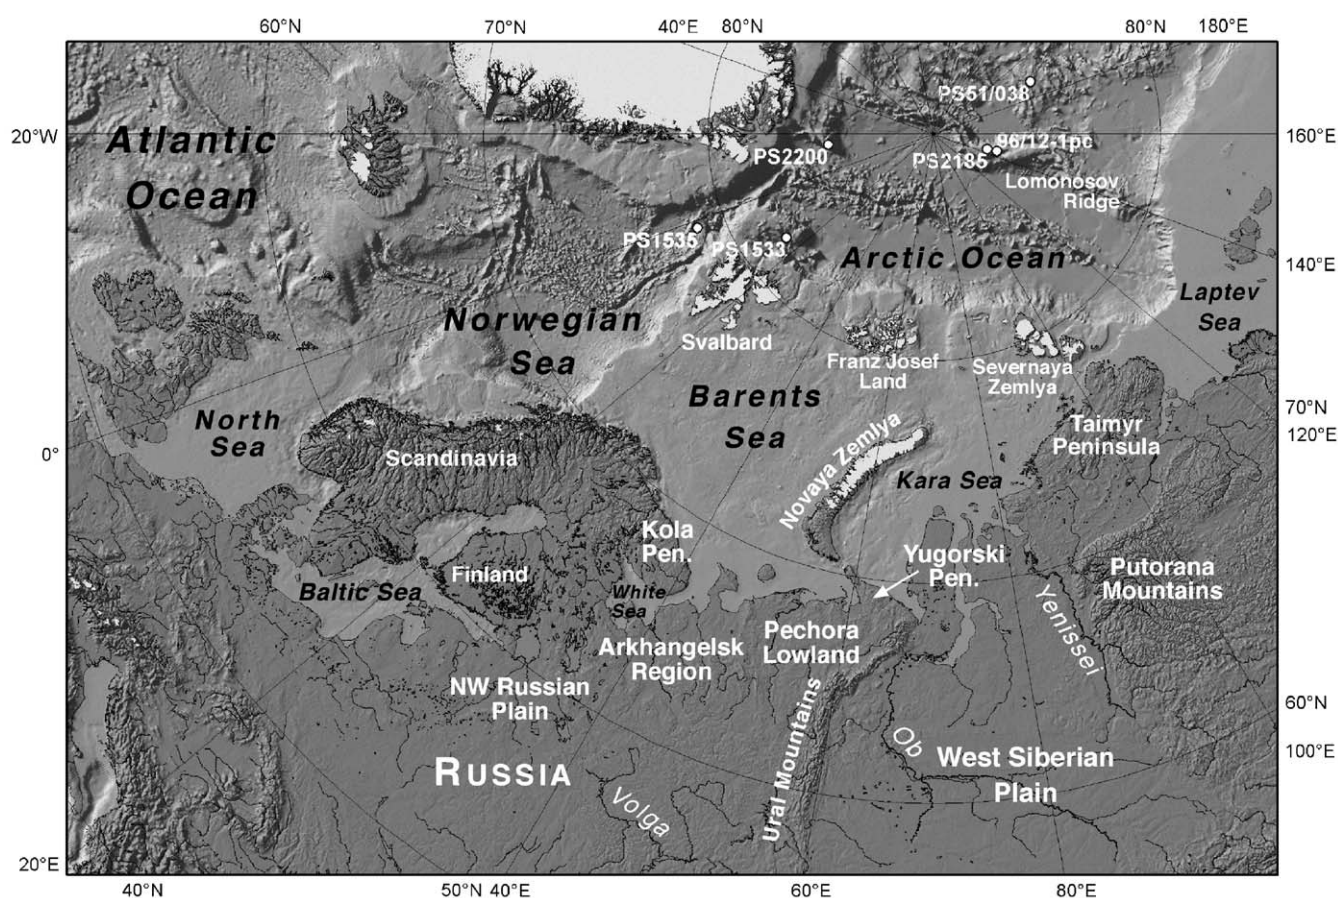 60°N 70°N 40°E 80°N 80°N 180°E
PS51/038
20°W
Atlantic
Ocean
96/12-1pc
160°E
PS2200
PS2185
Lomonosov
Ridge
PS1535
PS1533
Arctic Ocean
140°E
Laptev
Sea
Norwegian
Sea
Svalbard
Franz Josef
Land
Severnaya
Zemlya
Barents
Sea
North
Sea
70°N
120°E
Taimyr
Peninsula
0°
Scandinavia
Novaya Zemlya
Kara Sea
Kola
Pen.
Yugorski
Pen.
Putorana
Mountains
Baltic Sea
Finland
White
Sea
Yenissei
Arkhangelsk
Region
Pechora
Lowland
NW Russian
Plain
60°N
100°E
Ural Mountains
Ob
West Siberian
Plain
RUSSIA
Volga
20°E
40°N 50°N 40°E 60°E 80°E